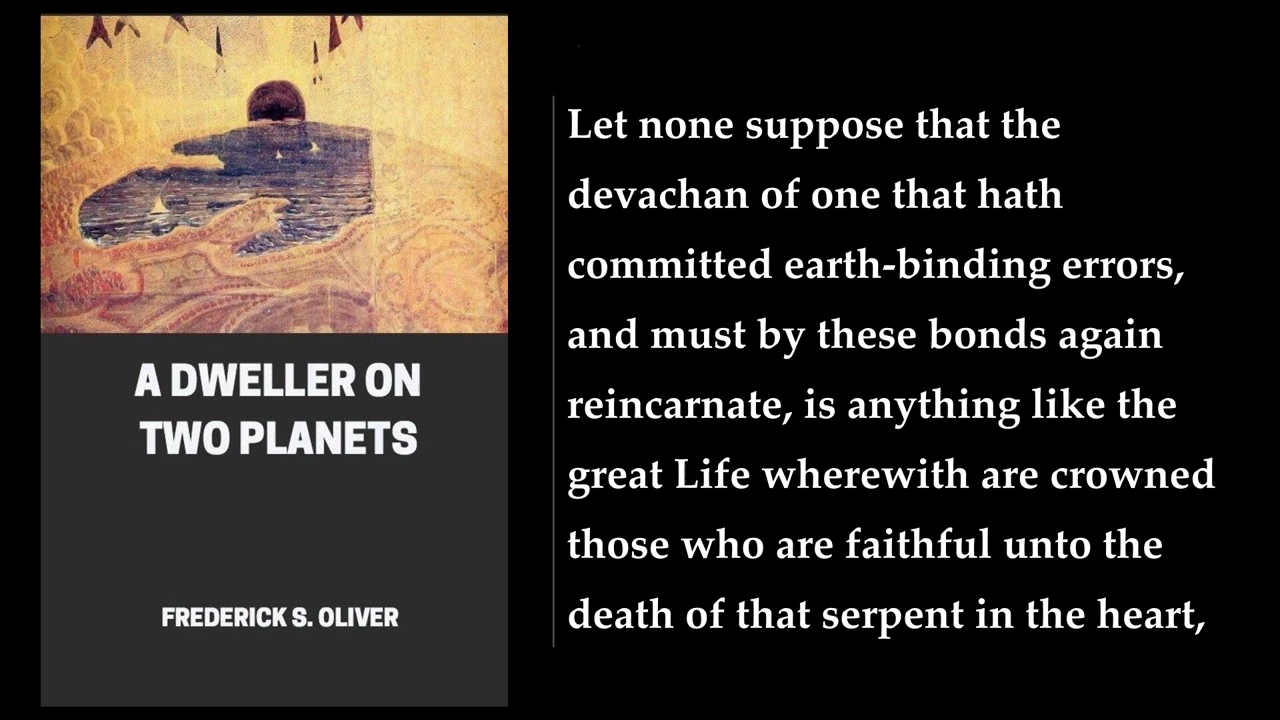 A DWELLER ON
TWO PLANETS
FREDERICK S. OLIVER
Let none suppose that the
devachan of one that hath
committed earth-binding errors,
and must by these bonds again
reincarnate, is anything like the
great Life wherewith are crowned
those who are faithful unto the
death of that serpent in the heart,